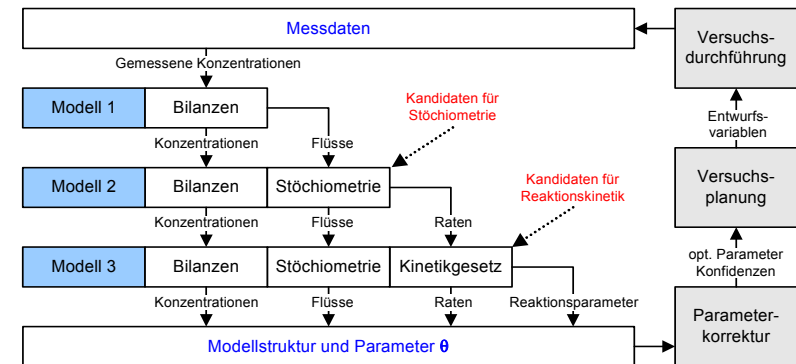 Messdaten
Versuchs-
durchführung
Gemessene Konzentrationen
Modell 1
Bilanzen
Kandidaten für
Stöchiometrie
Entwurfs-
variablen
Konzentrationen
Flüsse
Modell 2
Bilanzen
Stöchiometrie
Kandidaten für
Reaktionskinetik
Versuchs-
planung
Konzentrationen
Flüsse
Raten
Modell 3
Bilanzen
Stöchiometrie
Kinetikgesetz
opt. Parameter
Konfidenzen
Konzentrationen
Flüsse
Raten
Reaktionsparameter
Modellstruktur und Parameter θ
Parameter-
korrektur